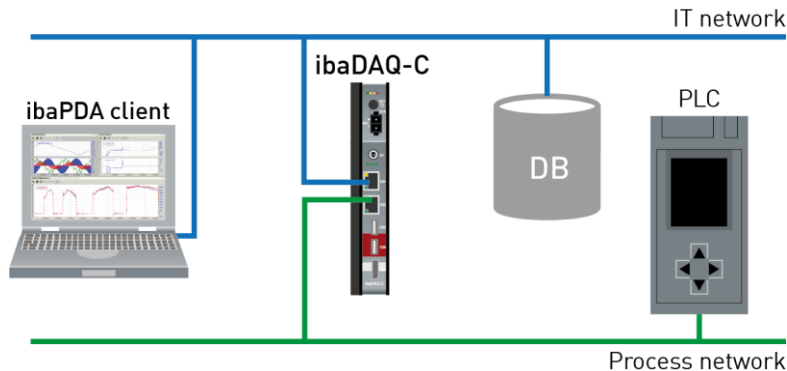 IT network
ibaDAQ-C
ibaPDA client
PLC
DB
Process network